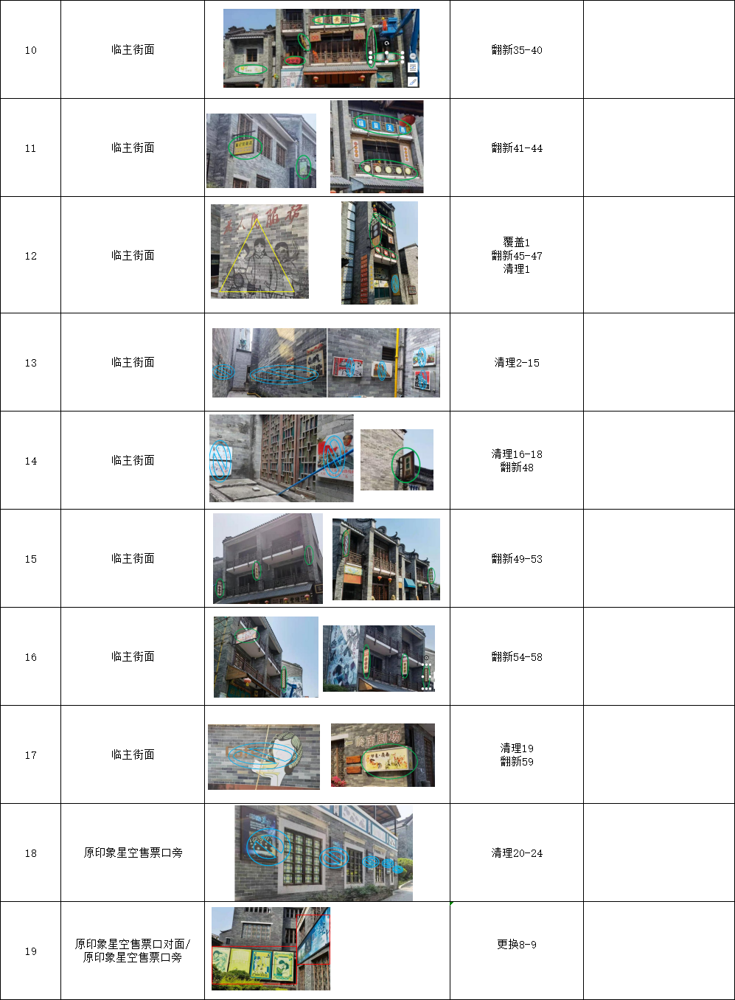 10
临主街面
翻新35-40
11
临主街面
翻新41-44
12
临主街面
覆盖1
翻新45-47
清理1
13
临主街面
清理2-15
14
临主街面
清理16-18
翻新48
15
临主街面
翻新49-53
16
临主街面
翻新54-58
17
临主街面
岭南剧场
清理19
翻新59
18
原印象星空售票口旁
清理20-24
19
原印象星空售票口对面/
原印象星空售票口旁
更换8-9